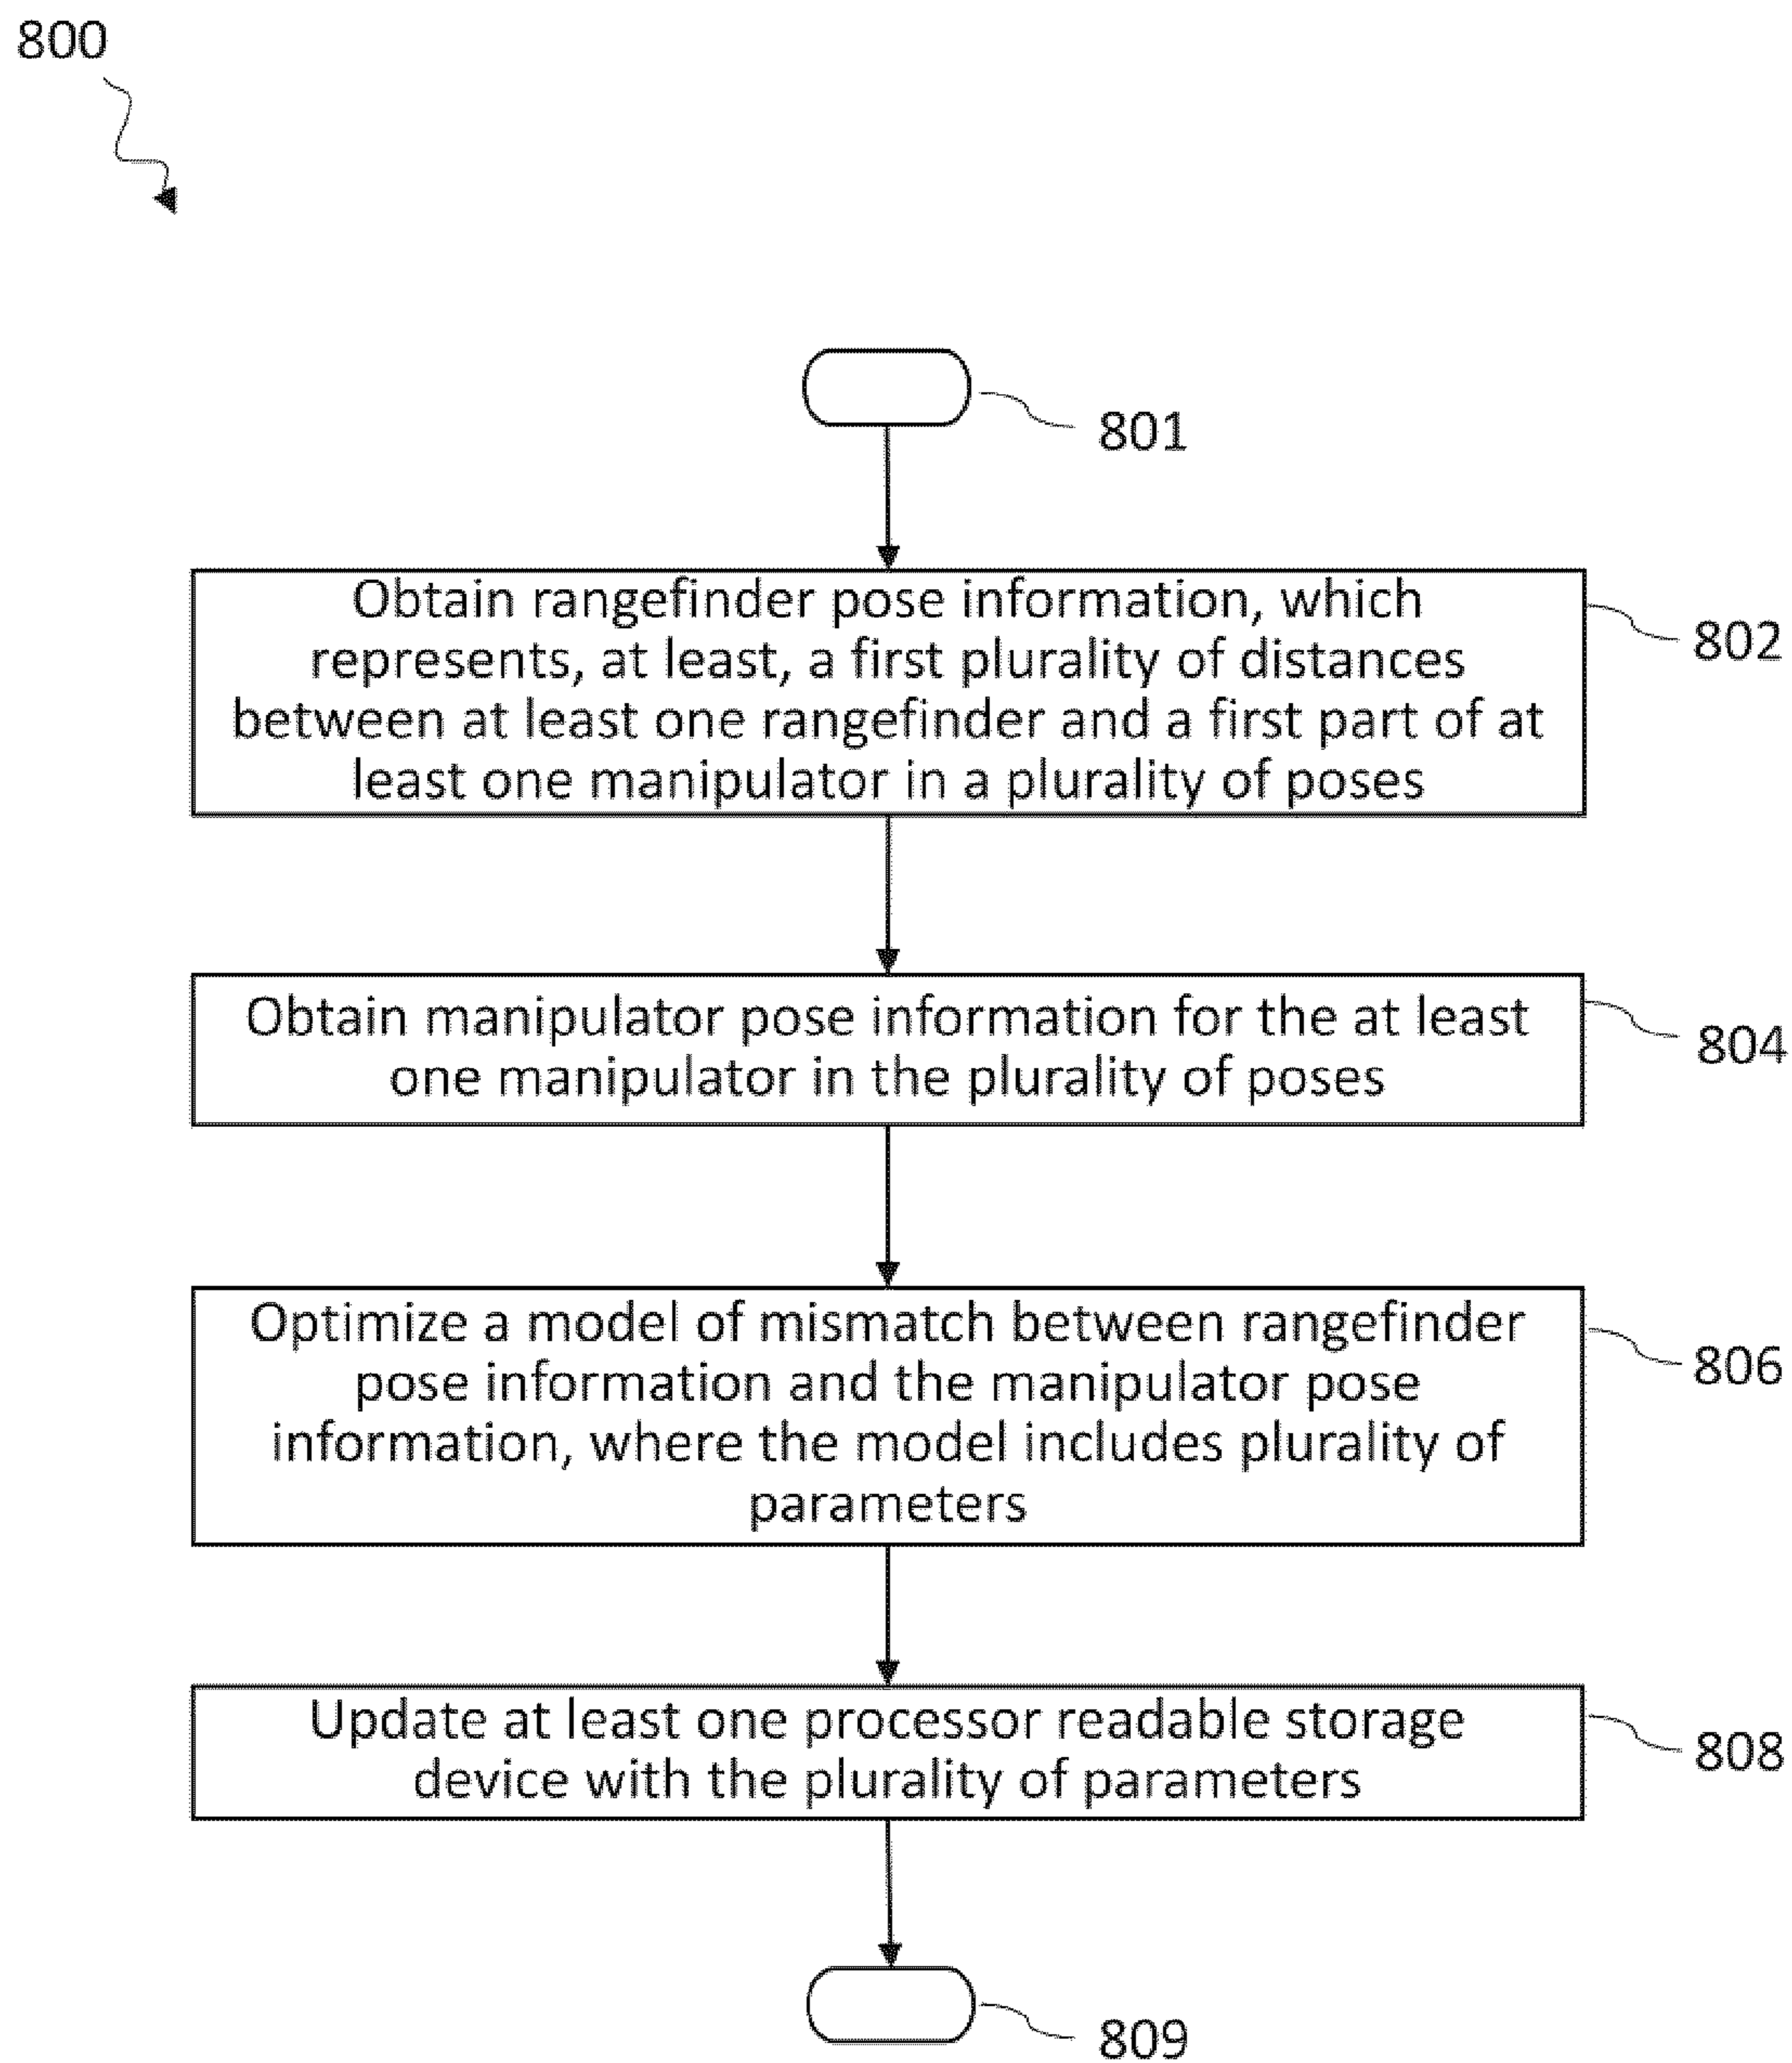 800
801
Obtain rangefinder pose information, which
represents, at least, a first plurality of distances
between at least one rangefinder and a first part of at
least one manipulator in a plurality of poses
802
Obtain manipulator pose information for the at least
one manipulator in the plurality of poses
804
Optimize a model of mismatch between rangefinder
pose information and the manipulator pose
information, where the model includes plurality of
parameters
806
Update at least one processor readable storage
device with the plurality of parameters
808
809